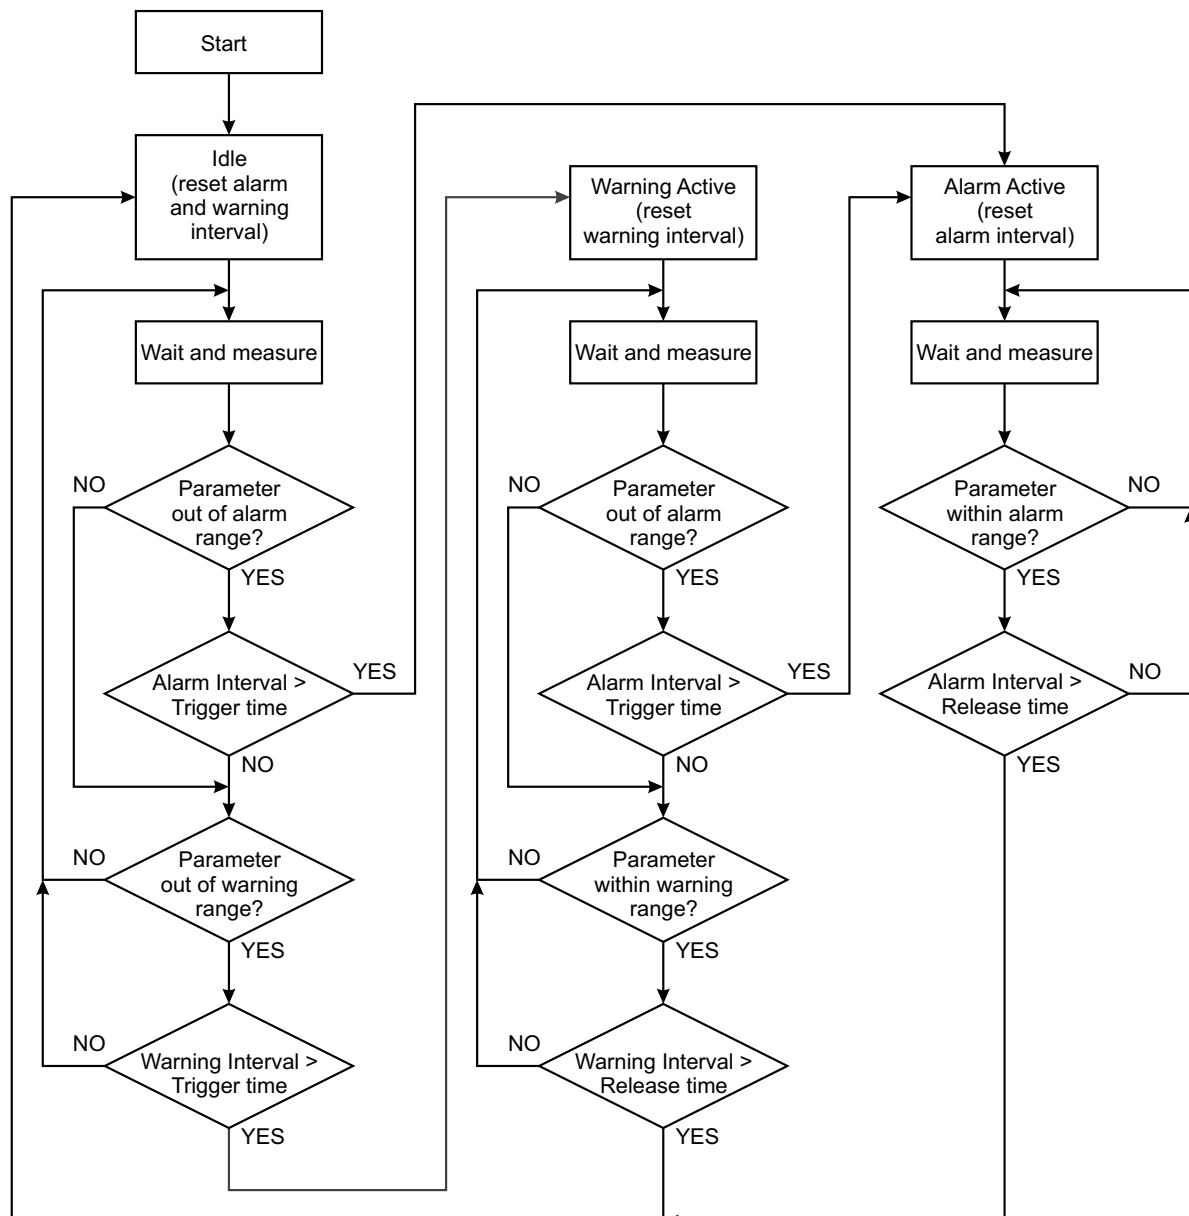 Start
Idle
(reset alarm
and warning
interval)
Wait and measure
NO
Parameter
out of alarm
range?
YES
Alarm Interval >
Trigger time
YES
NO
NO
Parameter
out of warning
range?
YES
NO
Warning Interval >
Trigger time
YES
Warning Active
(reset
warning interval)
Wait and measure
NO
Parameter
out of alarm
range?
YES
Alarm Interval >
Trigger time
YES
NO
NO
Parameter
within warning
range?
YES
NO
Warning Interval >
Release time
YES
Alarm Active
(reset
alarm interval)
Wait and measure
Parameter
within alarm
range?
NO
YES
Alarm Interval >
Release time
NO
YES